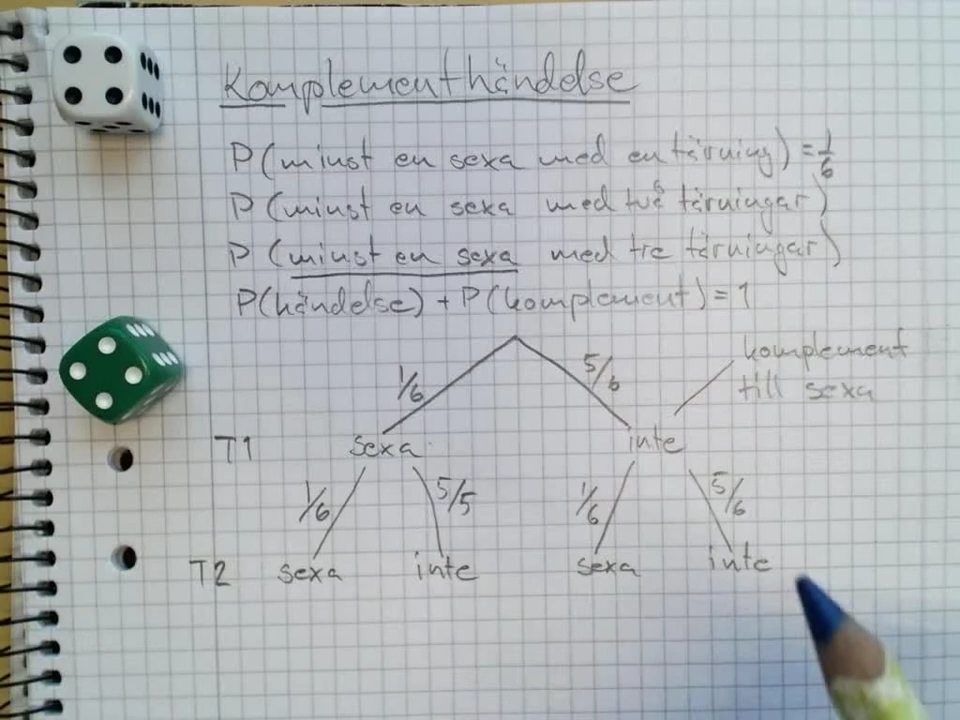 Komplementhändelse
P(minst en sexa med en tärning) = 1/6
P(minst en sexa med två tärningar)
P(minst en sexa med tre tärningar)
P(händelse) + P(komplement) = 1
1/6 5/6 komplement
till sexa
T1 sexa inte
1/6 5/5 1/6 5/6
T2 sexa inte sexa inte